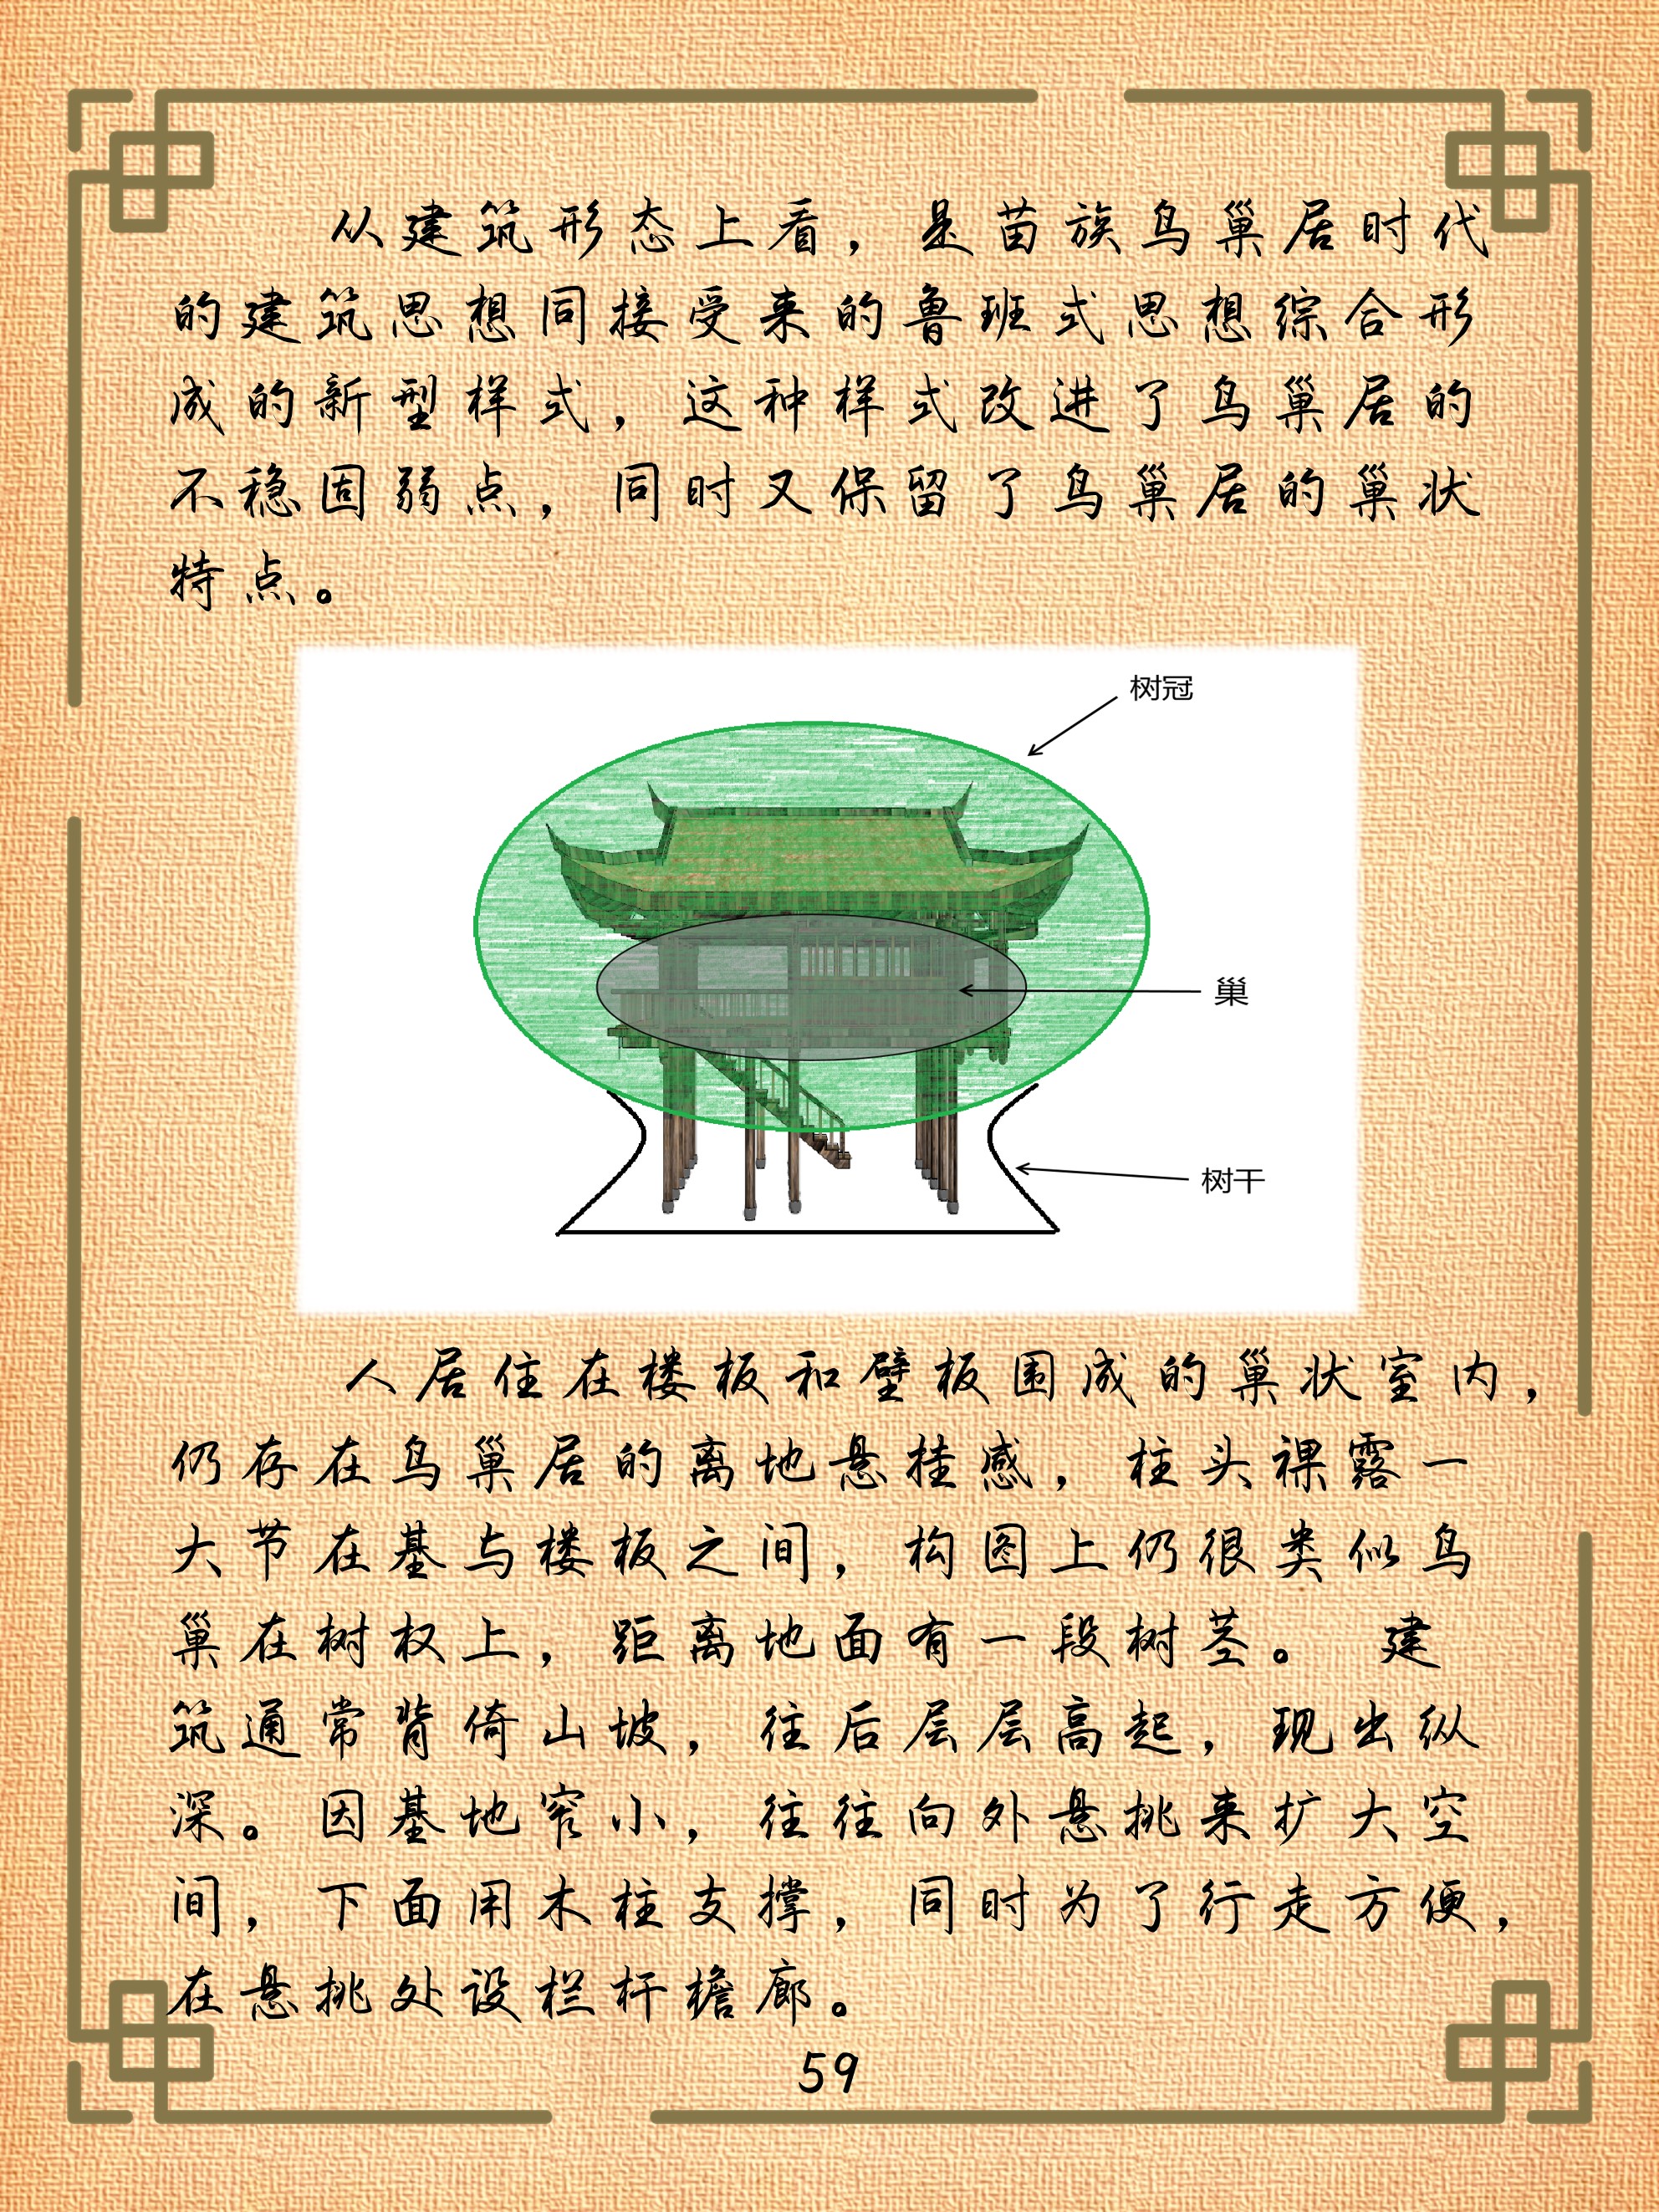 从建筑形态上看，是苗族鸟巢居时代
的建筑思想同接受来的鲁班式思想综合形
成的新型样式，这种样式改进了鸟巢居的
不稳固弱点，同时又保留了鸟巢居的巢状
特点。
树冠
巢
树干
人居住在楼板和壁板围成的巢状室内，
仍存在鸟巢居的离地悬挂感，柱头裸露一
大节在基与楼板之间，构图上仍很类似鸟
巢在树杈上，距离地面有一段树茎。 建
筑通常背倚山坡，往后层层高起，现出纵
深。因基地窄小，往往向外悬挑来扩大空
间，下面用木柱支撑，同时为了行走方便，
在悬挑处设栏杆檐廊。
59